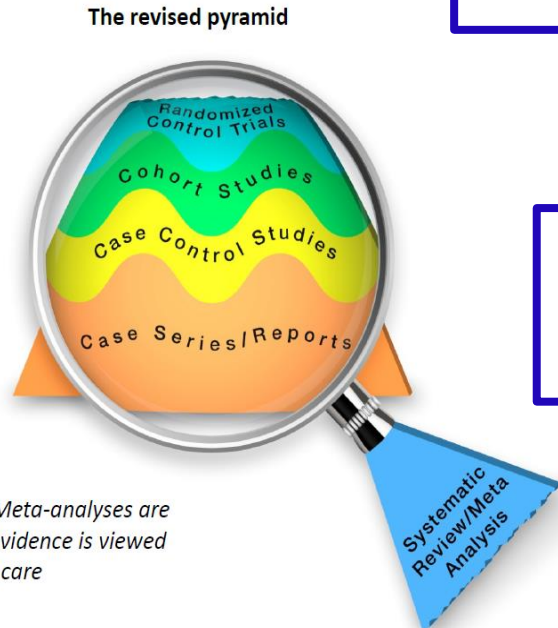 The revised pyramid
Randomized
Control Trials
Cohort Studies
Case Control Studies
Case Series/Reports
Systematic
Review/Meta
Analysis
Meta-analyses are
vidence is viewed
care